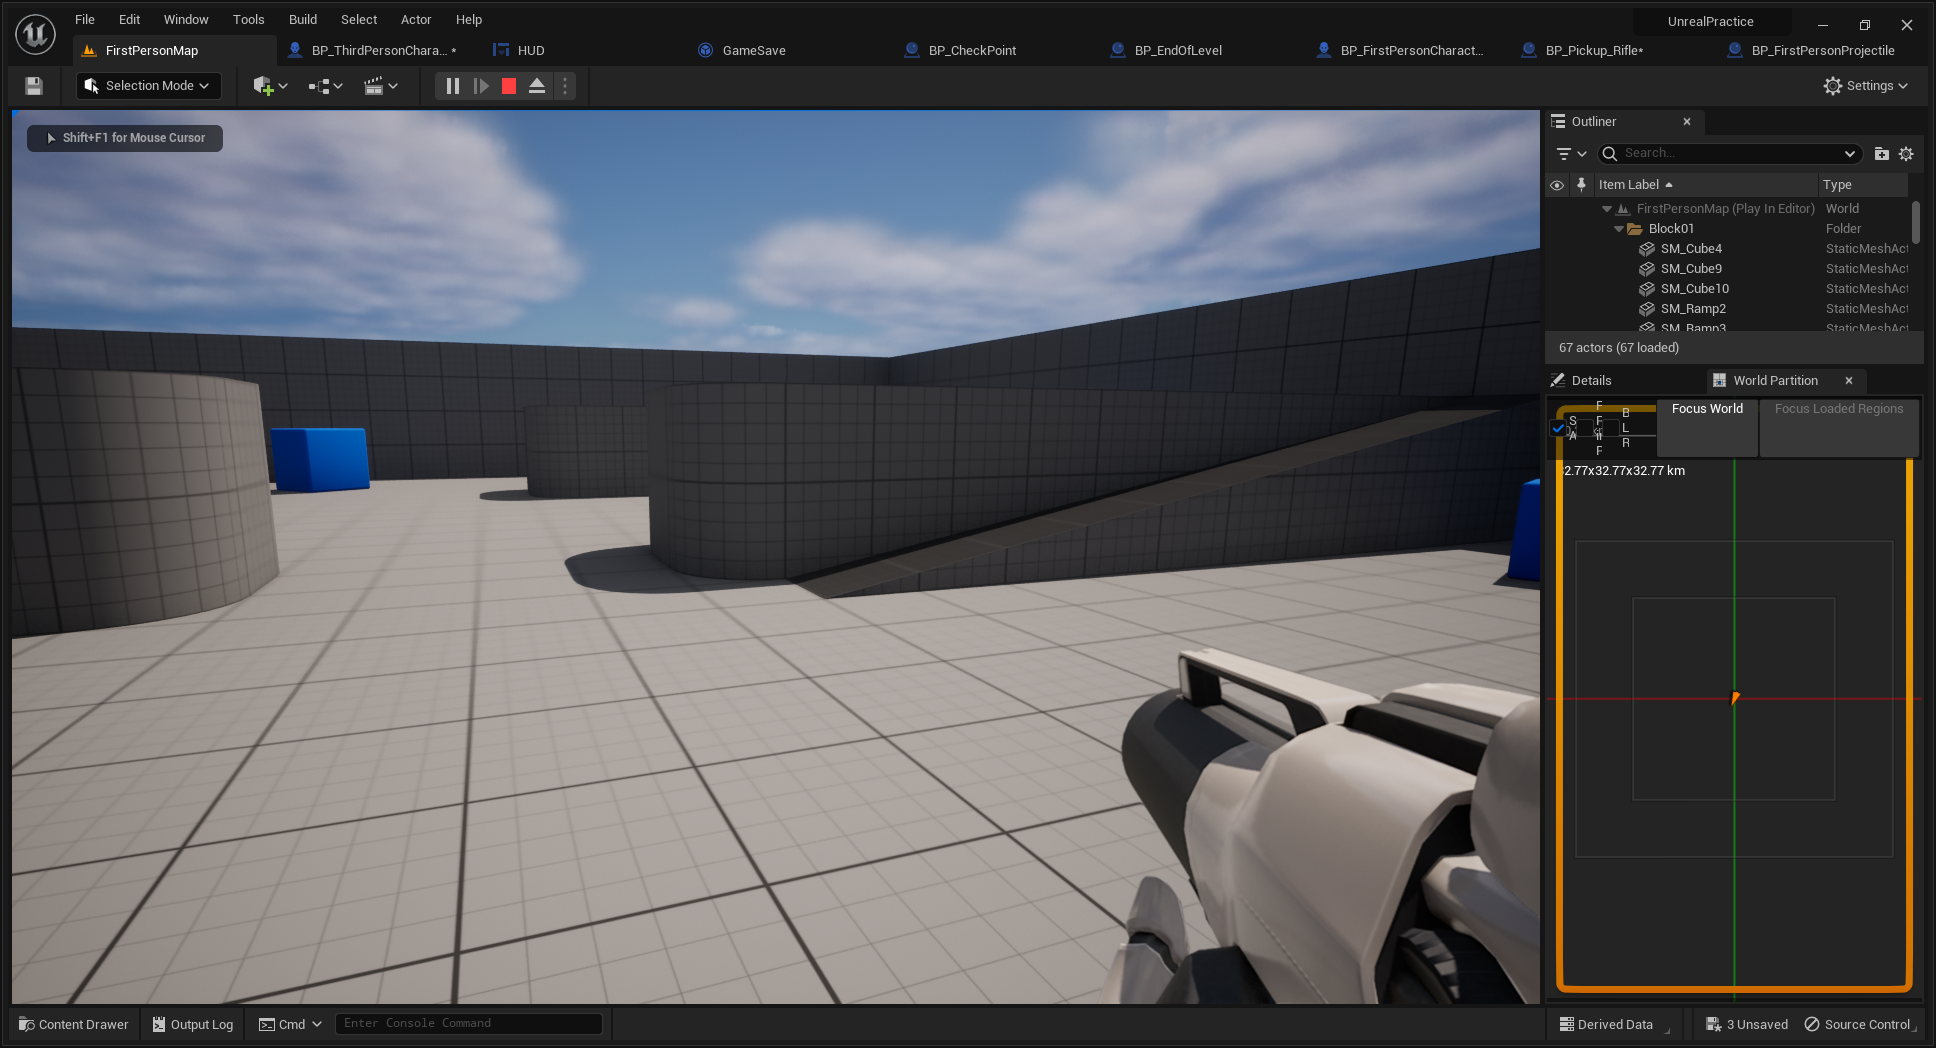 File Edit Window Tools Build Select Actor Help
UnrealPractice
FirstPersonMap
BP_ThirdPersonChara... *
HUD
GameSave
BP_CheckPoint
BP_EndOfLevel
BP_FirstPersonCharact...
BP_Pickup_Rifle*
BP_FirstPersonProjectile
Selection Mode
Settings
Shift+F1 for Mouse Cursor
Outliner
Search...
Item Label Type
FirstPersonMap (Play In Editor) World
Block01 Folder
SM_Cube4 StaticMeshAct
SM_Cube9 StaticMeshAct
SM_Cube10 StaticMeshAct
SM_Ramp2 StaticMeshAct
SM_Ramp3 StaticMeshAct
67 actors (67 loaded)
Details
World Partition
Focus World
Focus Loaded Regions
2.77x32.77x32.77 km
Content Drawer
Output Log
Cmd
Enter Console Command
Derived Data
3 Unsaved
Source Control